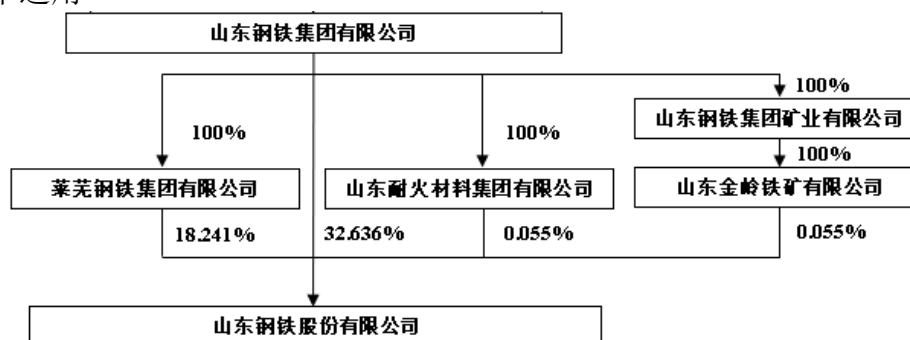 山东钢铁集团有限公司
100%
山东钢铁集团矿业有限公司
100%
100%
100%
莱芜钢铁集团有限公司
山东耐火材料集团有限公司
山东金岭铁矿有限公司
18.241%
32.636%
0.055%
0.055%
山东钢铁股份有限公司